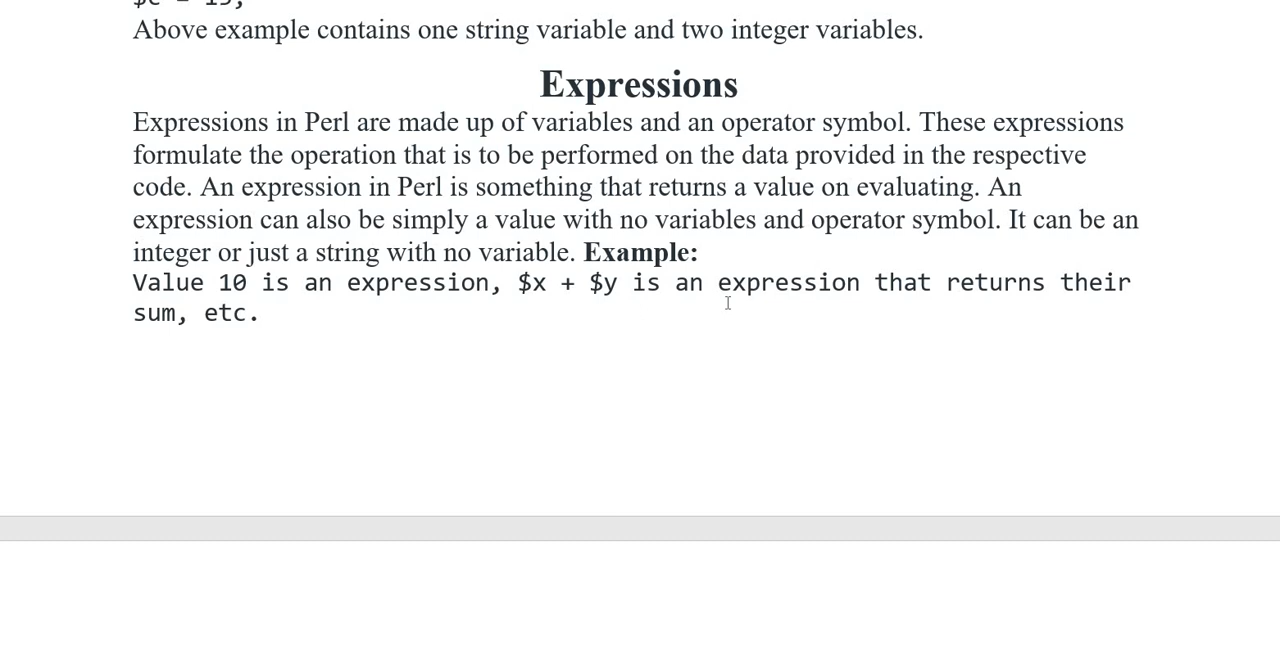 Above example contains one string variable and two integer variables.
Expressions
Expressions in Perl are made up of variables and an operator symbol. These expressions
formulate the operation that is to be performed on the data provided in the respective
code. An expression in Perl is something that returns a value on evaluating. An
expression can also be simply a value with no variables and operator symbol. It can be an
integer or just a string with no variable. Example:
Value 10 is an expression, $x + $y is an expression that returns their
sum, etc.